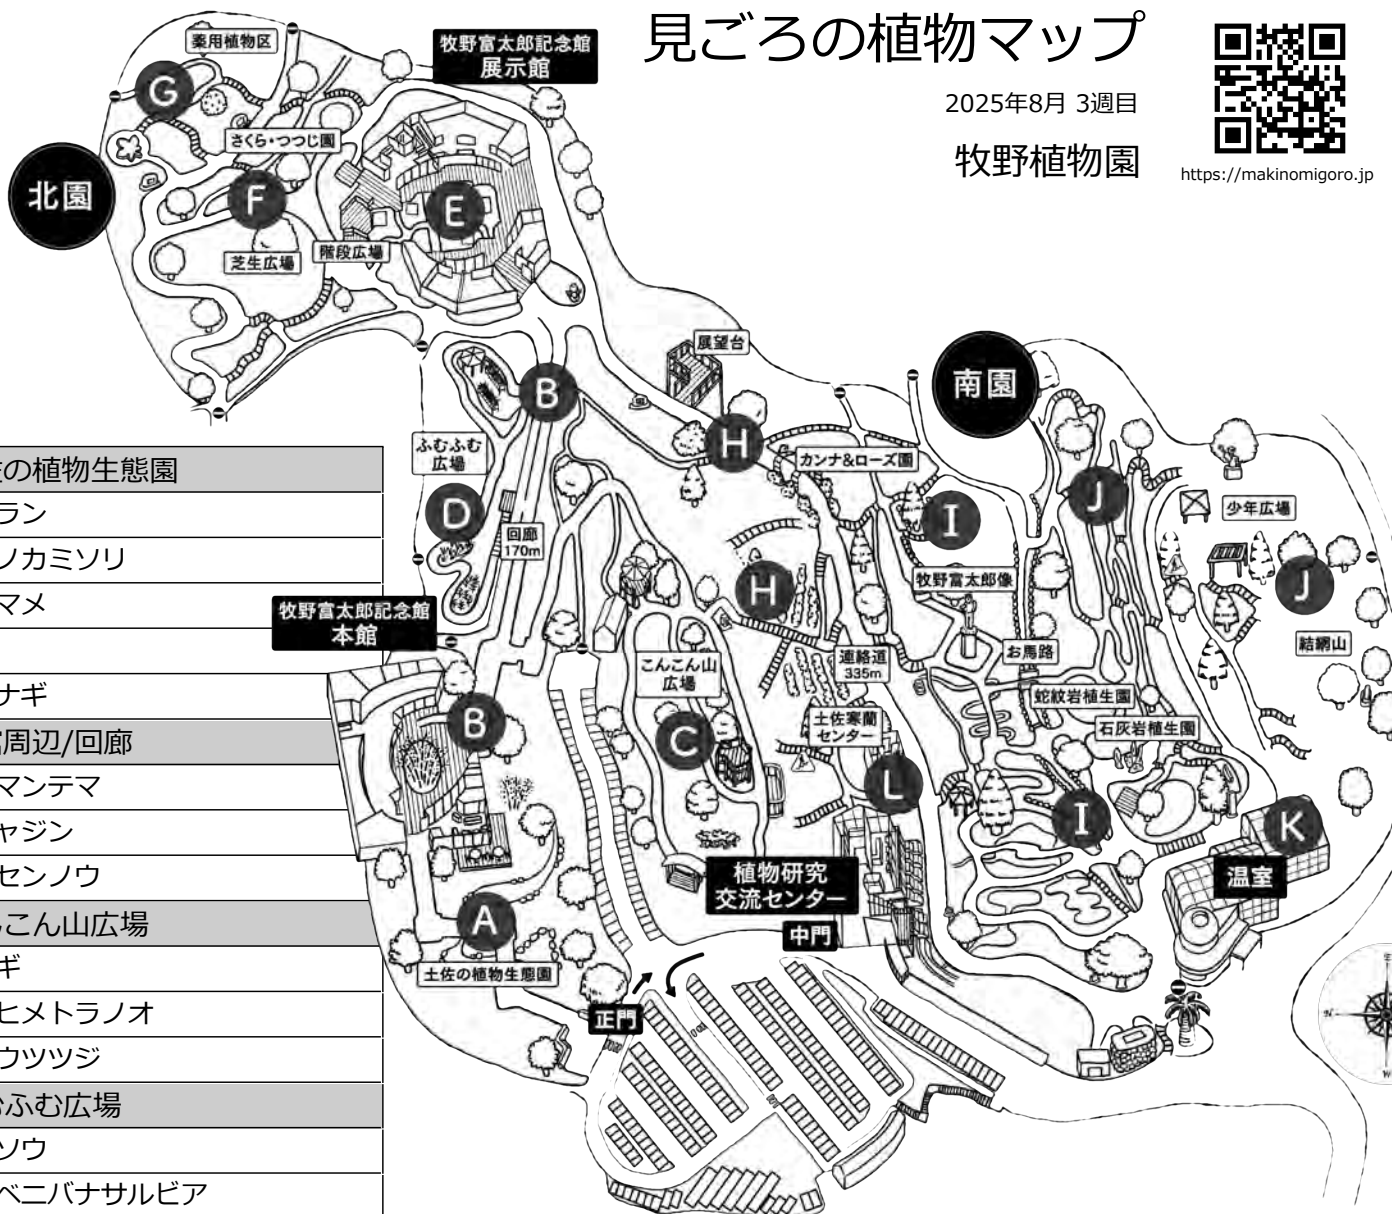 見ごろの植物マップ
2025年8月 3週目
牧野植物園
https://makinomigoro.jp
薬用植物区
牧野富太郎記念館
展示館
G
さくら・つつじ園
北園
F
E
芝生広場
階段広場
展望台
南園
B
H
ふむふむ
広場
カンナ&ローズ園
J
D
I
少年広場
回廊
170m
牧野富太郎像
H
J
牧野富太郎記念館
本館
お馬路
結網山
こんこん山
広場
連絡道
335m
蛇紋岩植生園
B
土佐寒蘭
センター
石灰岩植生園
C
L
I
K
植物研究
交流センター
温室
A
中門
土佐の植物生態園
正門
の植物生態園
ラン
ノカミソリ
マメ
ナギ
周辺/回廊
マンテマ
ャジン
センノウ
こん山広場
ギ
ヒメトラノオ
ウツツジ
ふむ広場
ソウ
ベニバナサルビア